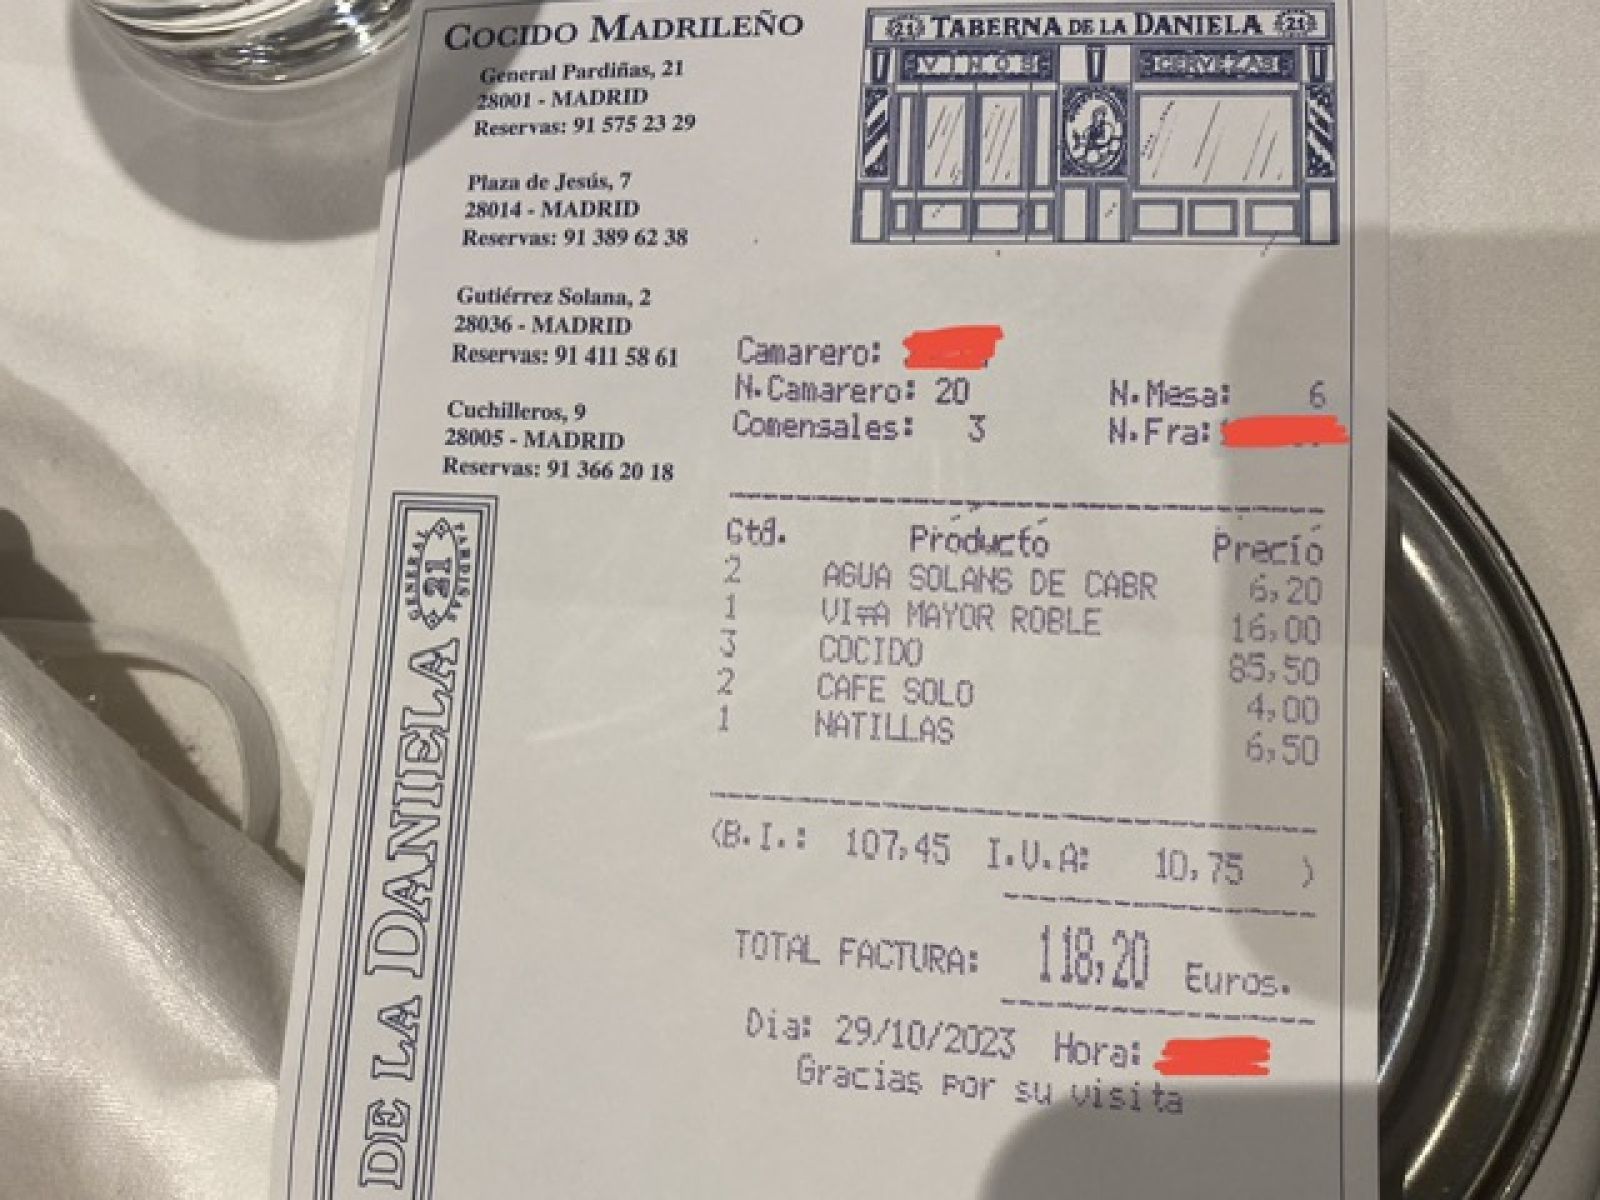 COCIDO MADRILEÑO
General Pardiñas, 21
28001 - MADRID
Reservas: 91 575 23 29
Plaza de Jesús, 7
28014 - MADRID
Reservas: 91 389 62 38
Gutiérrez Solana, 2
28036 - MADRID
Reservas: 91 411 58 61
Cuchilleros, 9
28005 - MADRID
Reservas: 91 366 20 18
21 TABERNA DE LA DANIELA 21
VINOS CERVEZAS
Camarero:
N.Camarero: 20 N.Mesa: 6
Comensales: 3 N.Fra:
Ctd. Producto Precio
2 AGUA SOLANS DE CABR 6,20
1 VI¤A MAYOR ROBLE 16,00
3 COCIDO 85,50
2 CAFE SOLO 4,00
1 NATILLAS 6,50
(B.I.: 107,45 I.V.A: 10,75 )
TOTAL FACTURA: 118,20 Euros.
Dia: 29/10/2023 Hora:
Gracias por su visita
GENERAL PARDIÑAS 21
DE LA DANIELA